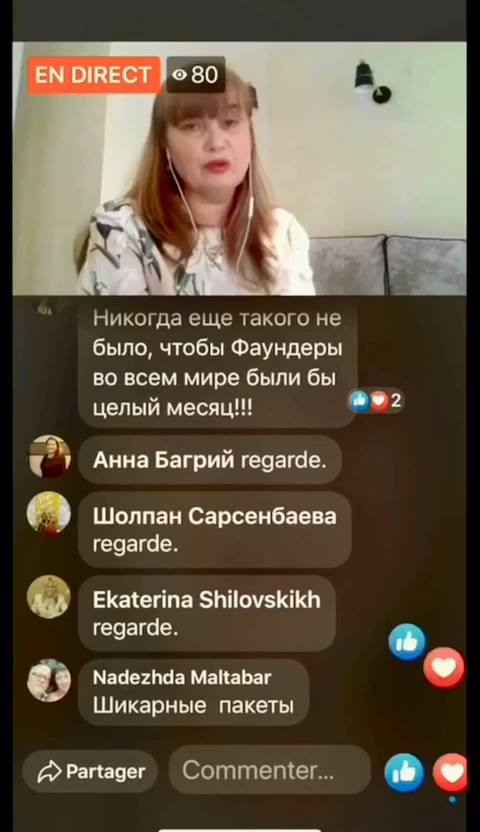 EN DIRECT 80
Никогда еще такого не
было, чтобы Фаундеры
во всем мире были бы
целый месяц!!!
2
Анна Багрий regarde.
Шолпан Сарсенбаева
regarde.
Ekaterina Shilovskikh
regarde.
Nadezhda Maltabar
Шикарные пакеты
Partager Commenter...